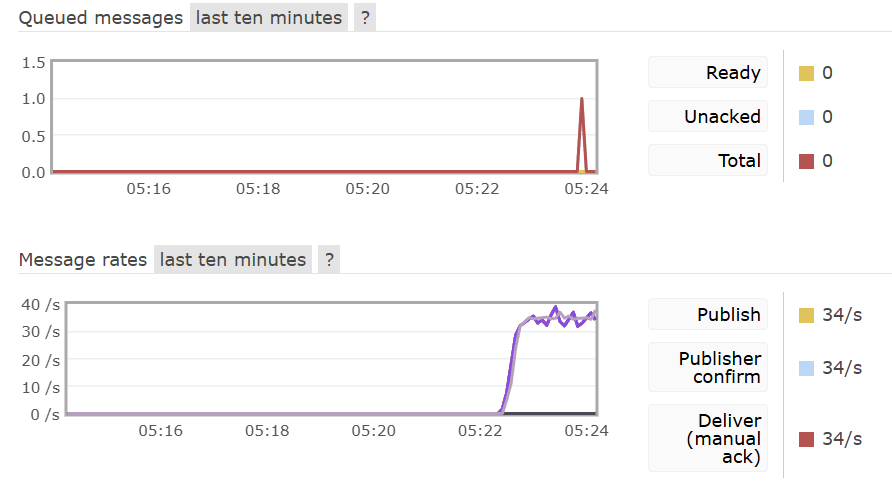 Queued messages last ten minutes ?
1.5
1.0
0.5
0.0
05:16 05:18 05:20 05:22 05:24
Ready 0
Unacked 0
Total 0
Message rates last ten minutes ?
40 /s
30 /s
20 /s
10 /s
0 /s
05:16 05:18 05:20 05:22 05:24
Publish 34/s
Publisher
confirm 34/s
Deliver
(manual
ack) 34/s